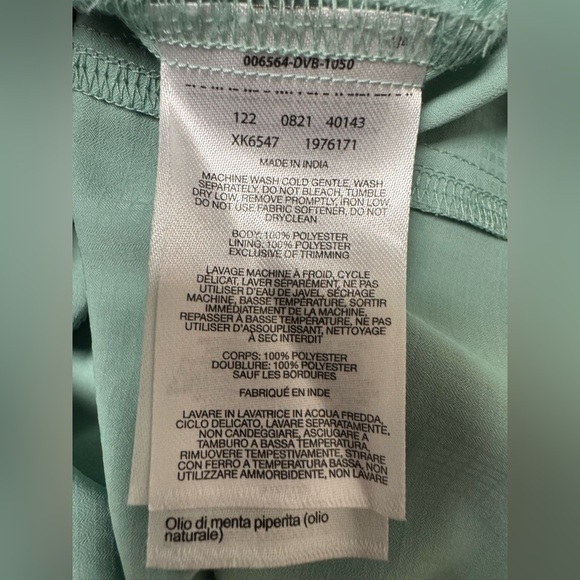 006564-DVB-1050
122 0821 40143
XK6547 1976171
MADE IN INDIA
MACHINE WASH COLD GENTLE, WASH
SEPARATELY, DO NOT BLEACH, TUMBLE
DRY LOW, REMOVE PROMPTLY, IRON LOW
DO NOT USE FABRIC SOFTENER, DO NOT
DRYCLEAN
BODY: 100% POLYESTER
LINING: 100% POLYESTER
EXCLUSIVE OF TRIMMING
LAVAGE MACHINE À FROID, CYCLE
DÉLICAT, LAVER SÉPARÉMENT, NE PAS
UTILISER D'EAU DE JAVEL, SÉCHAGE
MACHINE, BASSE TEMPÉRATURE, SORTIR
IMMÉDIATEMENT DE LA MACHINE,
REPASSER À BASSE TEMPÉRATURE, NE PAS
UTILISER D'ASSOUPLISSANT, NETTOYAGE
À SEC INTERDIT
CORPS: 100% POLYESTER
DOUBLURE: 100% POLYESTER
SAUF LES BORDURES
FABRIQUÉ EN INDE
LAVARE IN LAVATRICE IN ACQUA FREDDA,
CICLO DELICATO, LAVARE SEPARATAMENTE,
NON CANDEGGIARE, ASCIUGARE A
TAMBURO A BASSA TEMPERATURA,
RIMUOVERE TEMPESTIVAMENTE, STIRARE
CON FERRO A TEMPERATURA BASSA, NON
UTILIZZARE AMMORBIDENTE, NON LAVARE
Olio di menta piperita (olio
naturale)